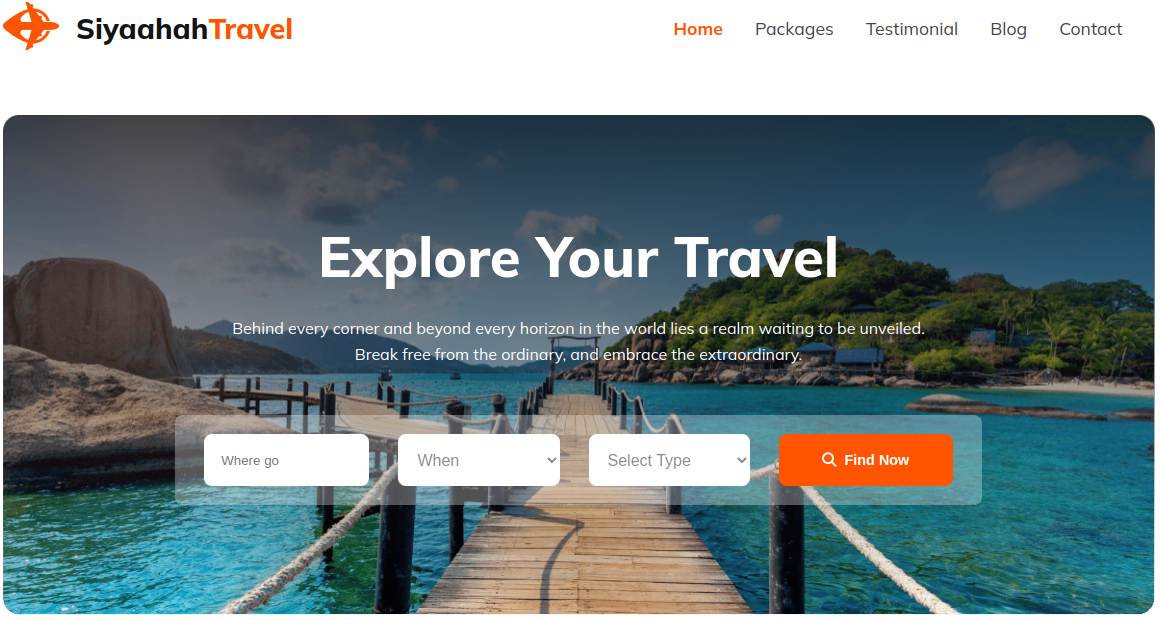 SiyaahahTravel
Home Packages Testimonial Blog Contact
Explore Your Travel
Behind every corner and beyond every horizon in the world lies a realm waiting to be unveiled.
Break free from the ordinary, and embrace the extraordinary.
Where go When Select Type Find Now